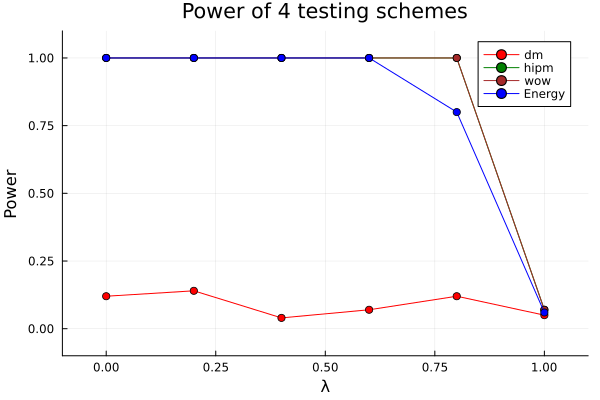 Power of 4 testing schemes
Power
1.00
0.75
0.50
0.25
0.00
dm
hipm
wow
Energy
0.00 0.25 0.50 0.75 1.00
λ